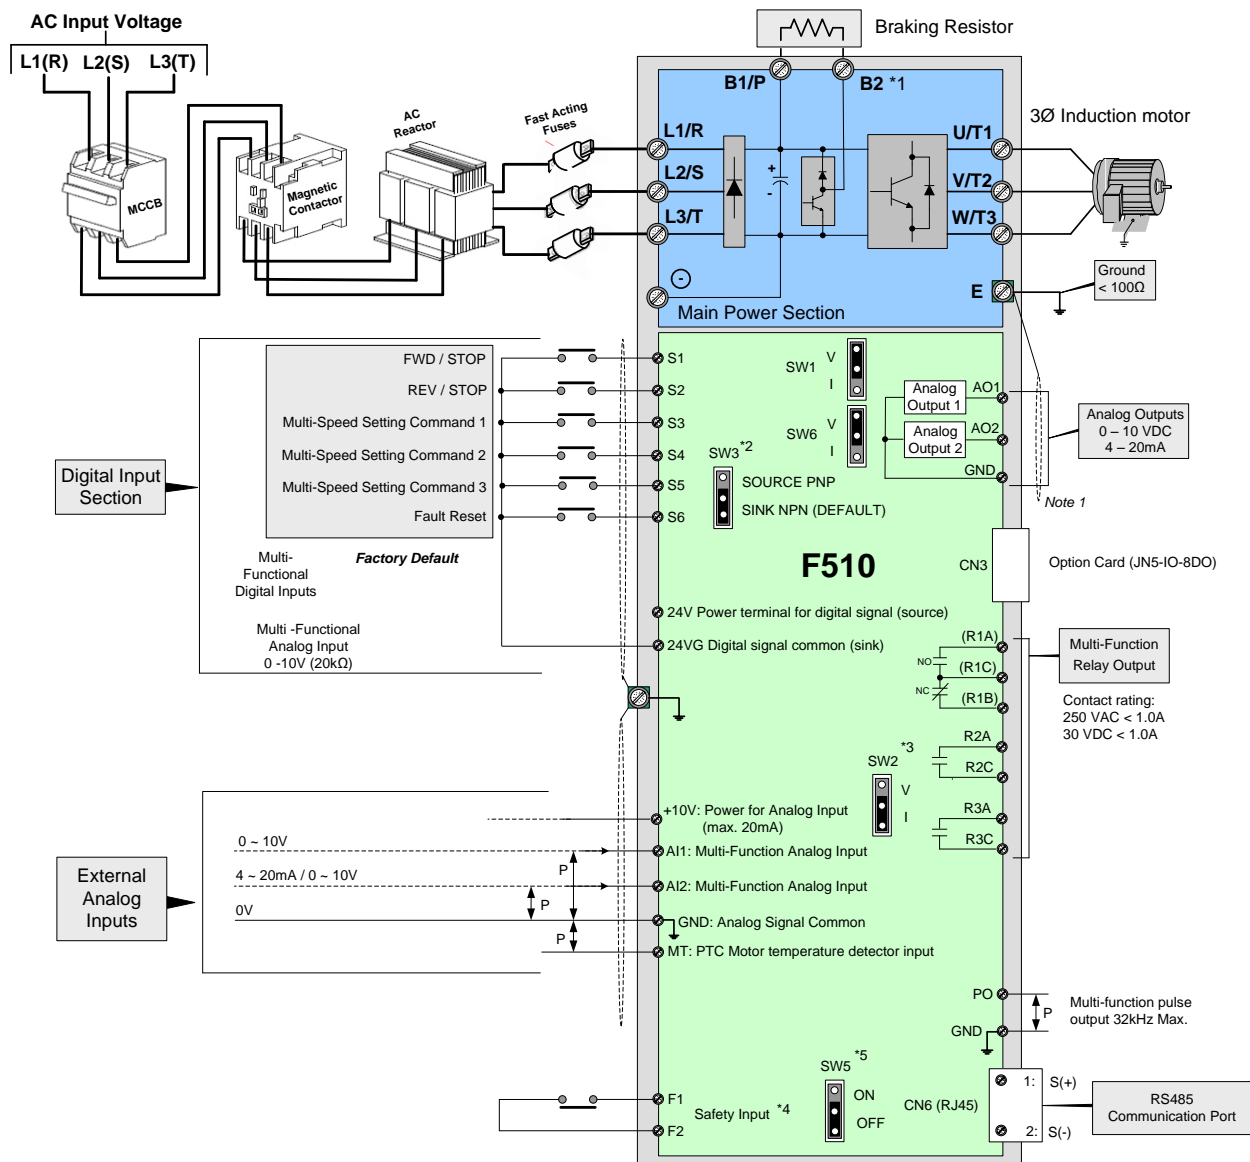 AC Input Voltage
L1(R) L2(S) L3(T)
MCCB
Magnetic
Contactor
AC
Reactor
Fast Acting
Fuses
Braking Resistor
B1/P
B2 *1
L1/R
L2/S
L3/T
+
-
U/T1
V/T2
W/T3
3Ø Induction motor
E
Ground
< 100Ω
Main Power Section
Digital Input
Section
FWD / STOP
REV / STOP
Multi-Speed Setting Command 1
Multi-Speed Setting Command 2
Multi-Speed Setting Command 3
Fault Reset
Factory Default
Multi-
Functional
Digital Inputs
Multi -Functional
Analog Input
0 -10V (20kΩ)
S1
S2
S3
S4
S5
S6
SW1
V
I
SW6
V
I
SW3 *2
SOURCE PNP
SINK NPN (DEFAULT)
Analog
Output 1
AO1
Analog
Output 2
AO2
GND
Analog Outputs
0 – 10 VDC
4 – 20mA
Note 1
F510
CN3
Option Card (JN5-IO-8DO)
24V Power terminal for digital signal (source)
24VG Digital signal common (sink)
(R1A)
NO
(R1C)
NC
(R1B)
Multi-Function
Relay Output
Contact rating:
250 VAC < 1.0A
30 VDC < 1.0A
R2A
R2C
SW2 *3
V
I
R3A
R3C
External
Analog
Inputs
+10V: Power for Analog Input
(max. 20mA)
0 ~ 10V
AI1: Multi-Function Analog Input
P
4 ~ 20mA / 0 ~ 10V
AI2: Multi-Function Analog Input
P
0V
GND: Analog Signal Common
P
MT: PTC Motor temperature detector input
PO
GND
P
Multi-function pulse
output 32kHz Max.
F1
F2
Safety Input *4
SW5 *5
ON
OFF
CN6 (RJ45)
1: S(+)
2: S(-)
RS485
Communication Port